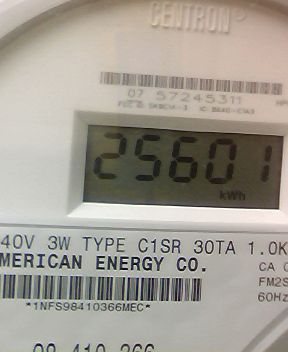 CENTRON
07 57245311
25601
kWh
40V 3W TYPE C1SR 30TA 1.0K
MERICAN ENERGY CO.
CA
FM2S
60Hz
*1NFS98410366MEC*